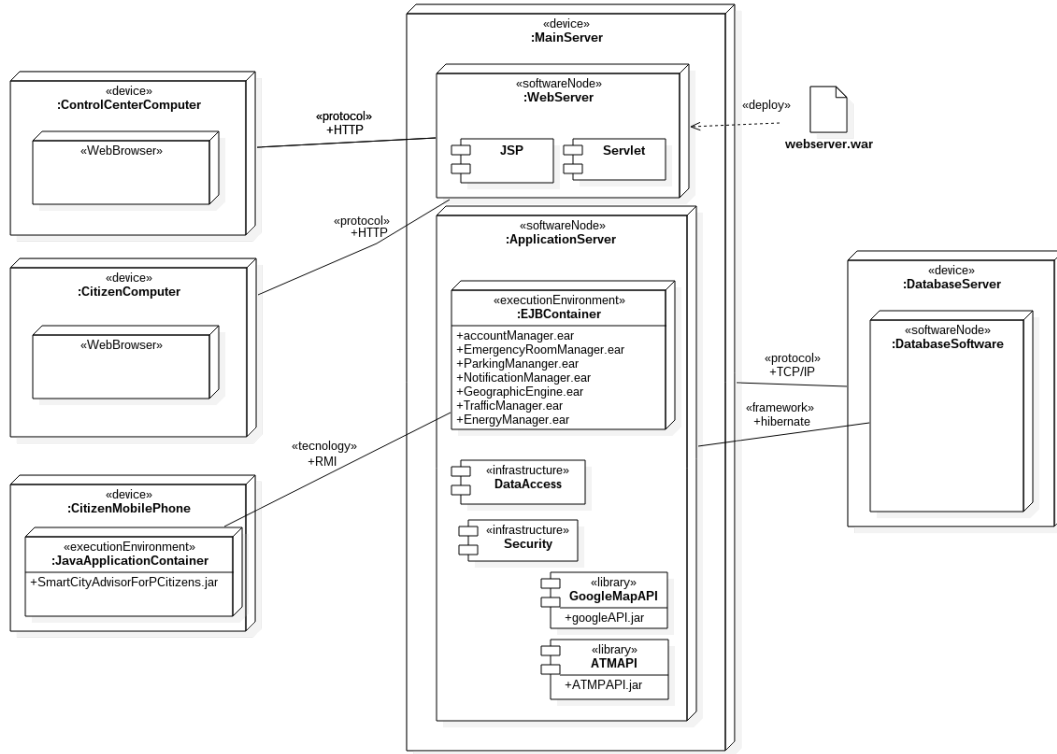 «device»
:MainServer
«softwareNode»
:WebServer
JSP
Servlet
«deploy»
webserver.war
«device»
:ControlCenterComputer
«WebBrowser»
«protocol»
+HTTP
«protocol»
+HTTP
«device»
:CitizenComputer
«WebBrowser»
«softwareNode»
:ApplicationServer
«executionEnvironment»
:EJBContainer
+accountManager.ear
+EmergencyRoomManager.ear
+ParkingMananger.ear
+NotificationManager.ear
+GeographicEngine.ear
+TrafficManager.ear
+EnergyManager.ear
«device»
:DatabaseServer
«softwareNode»
:DatabaseSoftware
«protocol»
+TCP/IP
«framework»
+hibernate
«tecnology»
+RMI
«device»
:CitizenMobilePhone
«executionEnvironment»
:JavaApplicationContainer
+SmartCityAdvisorForPCitizens.jar
«infrastructure»
DataAccess
«infrastructure»
Security
«library»
GoogleMapAPI
+googleAPI.jar
«library»
ATMAPI
+ATMPAPI.jar